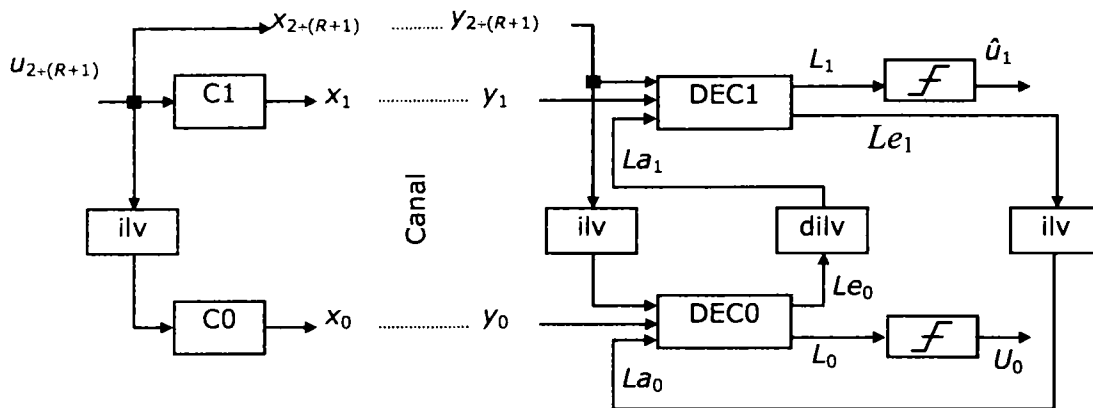 x2÷(R+1) y2÷(R+1)
u2÷(R+1)
C1 x1 y1 DEC1 L1 û1
Le1
La1
ilv Canal ilv dilv ilv
Le0
C0 x0 y0 DEC0
L0 U0
La0